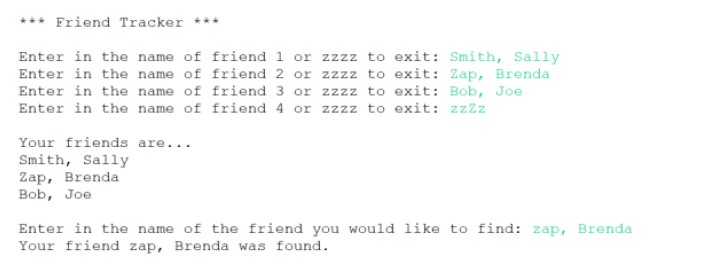 *** Friend Tracker ***
Enter in the name of friend 1 or zzzz to exit: Smith, Sally
Enter in the name of friend 2 or zzzz to exit: Zap, Brenda
Enter in the name of friend 3 or zzzz to exit: Bob, Joe
Enter in the name of friend 4 or zzzz to exit: zzZz
Your friends are...
Smith, Sally
Zap, Brenda
Bob, Joe
Enter in the name of the friend you would like to find: zap, Brenda
Your friend zap, Brenda was found.